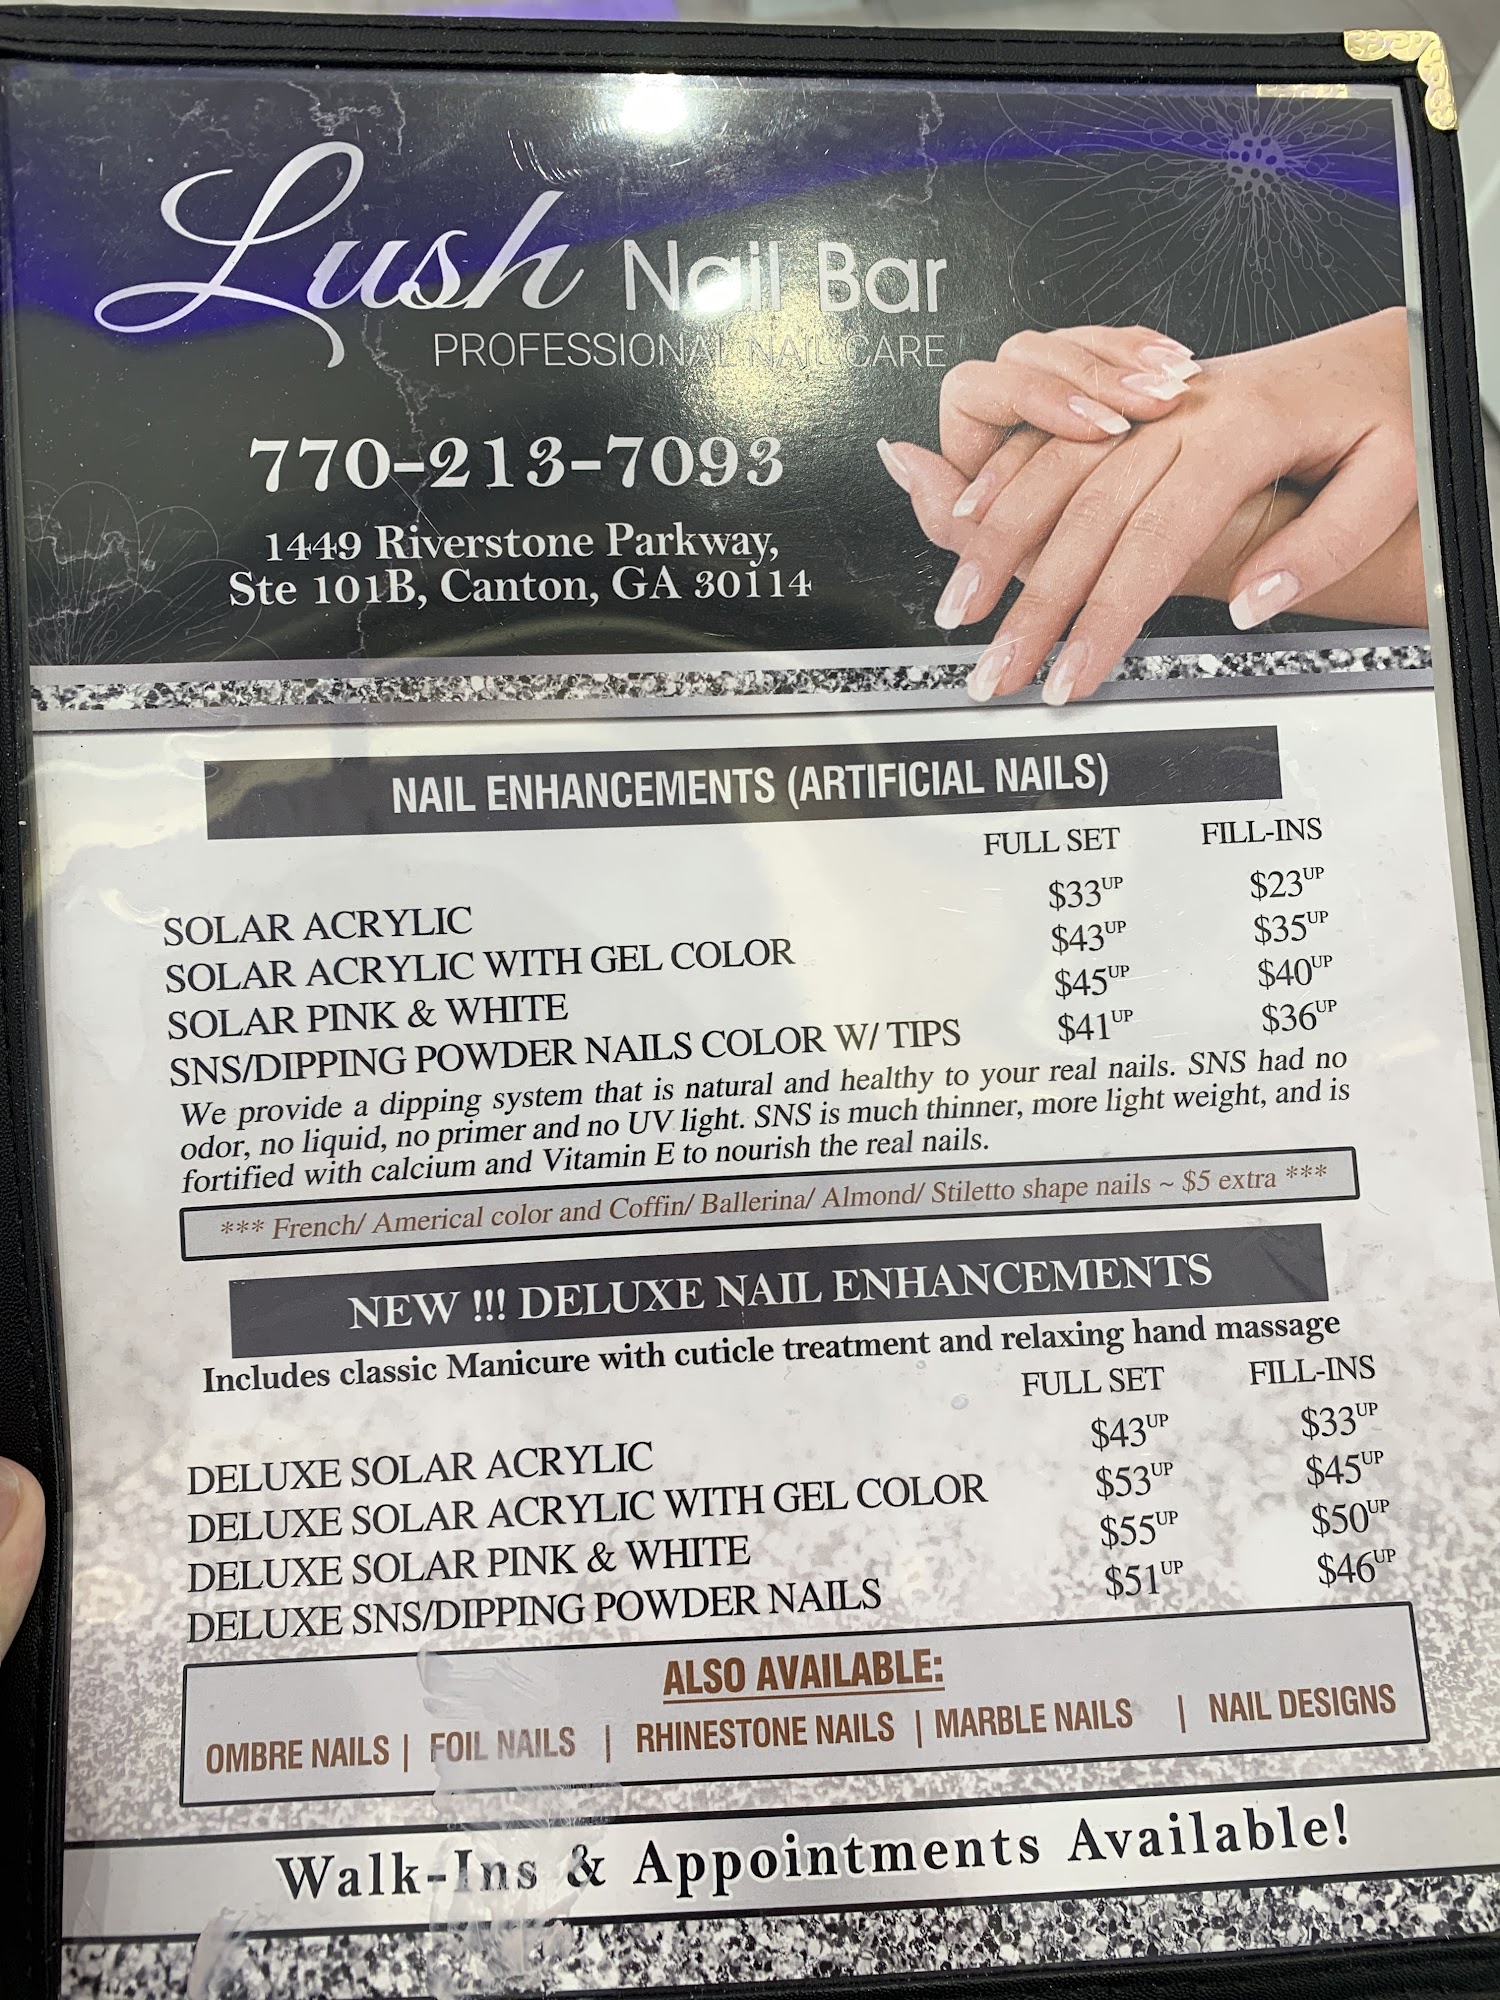 Lush Nail Bar
PROFESSIONAL NAIL CARE
770-213-7093
1449 Riverstone Parkway,
Ste 101B, Canton, GA 30114
NAIL ENHANCEMENTS (ARTIFICIAL NAILS)
FULL SET FILL-INS
SOLAR ACRYLIC $33UP $23UP
SOLAR ACRYLIC WITH GEL COLOR $43UP $35UP
SOLAR PINK & WHITE $45UP $40UP
SNS/DIPPING POWDER NAILS COLOR W/ TIPS $41UP $36UP
We provide a dipping system that is natural and healthy to your real nails. SNS had no
odor, no liquid, no primer and no UV light. SNS is much thinner, more light weight, and is
fortified with calcium and Vitamin E to nourish the real nails.
*** French/ Americal color and Coffin/ Ballerina/ Almond/ Stiletto shape nails ~ $5 extra ***
NEW !!! DELUXE NAIL ENHANCEMENTS
Includes classic Manicure with cuticle treatment and relaxing hand massage
FULL SET FILL-INS
DELUXE SOLAR ACRYLIC $43UP $33UP
DELUXE SOLAR ACRYLIC WITH GEL COLOR $53UP $45UP
DELUXE SOLAR PINK & WHITE $55UP $50UP
DELUXE SNS/DIPPING POWDER NAILS $51UP $46UP
ALSO AVAILABLE:
OMBRE NAILS | FOIL NAILS | RHINESTONE NAILS | MARBLE NAILS | NAIL DESIGNS
Walk-Ins & Appointments Available!